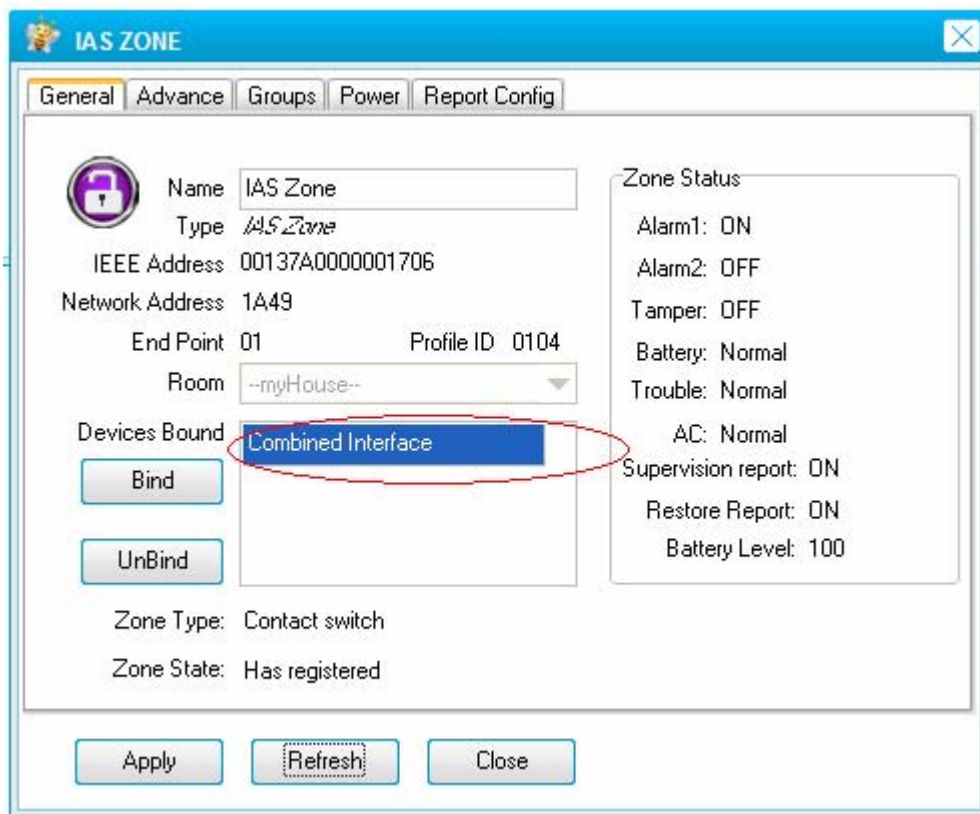 IAS ZONE
General Advance Groups Power Report Config
Name IAS Zone
Type IAS Zone
IEEE Address 00137A0000001706
Network Address 1A49
End Point 01 Profile ID 0104
Room --myHouse--
Devices Bound Combined Interface
Bind
UnBind
Zone Type: Contact switch
Zone State: Has registered
Zone Status
Alarm1: ON
Alarm2: OFF
Tamper: OFF
Battery: Normal
Trouble: Normal
AC: Normal
Supervision report: ON
Restore Report: ON
Battery Level: 100
Apply Refresh Close